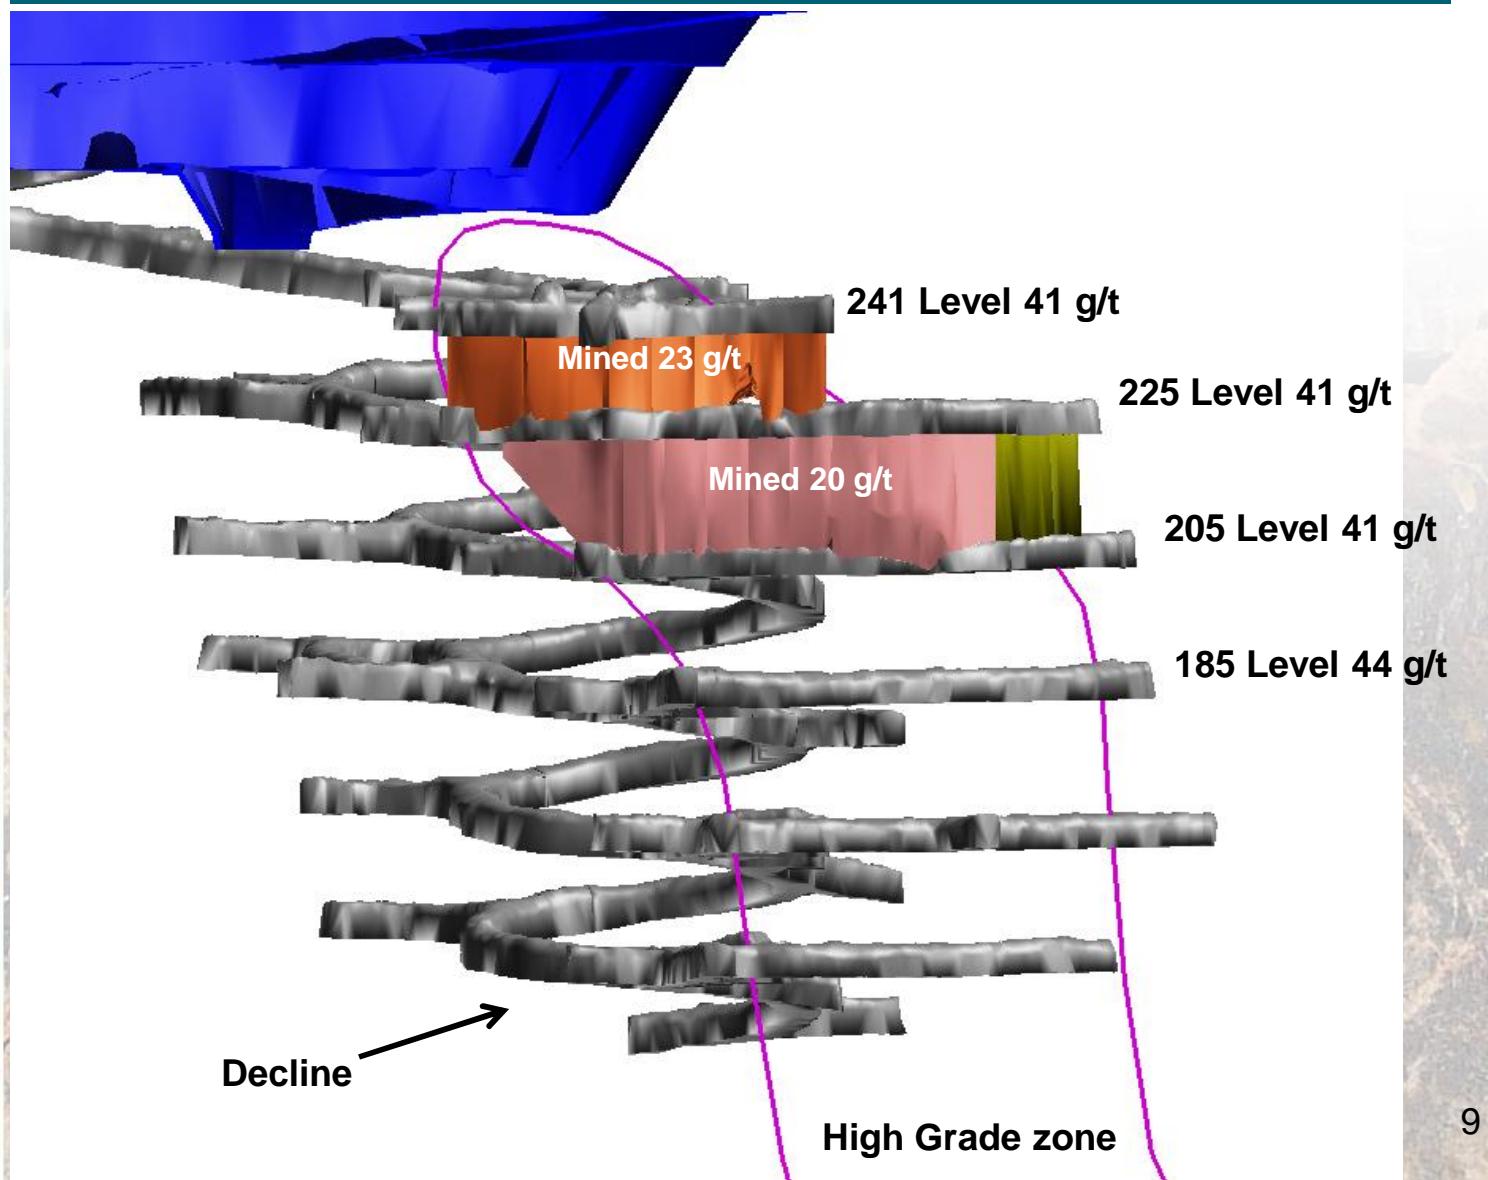 241 Level 41 g/t
Mined 23 g/t
225 Level 41 g/t
Mined 20 g/t
205 Level 41 g/t
185 Level 44 g/t
Decline
High Grade zone
9